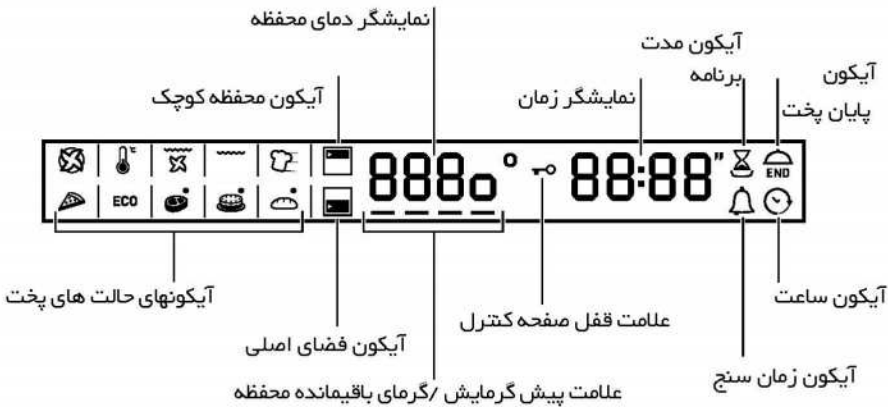 نمایشگر دمای محفظه
آیکون مدت
برنامه
آیکون
پایان پخت
نمایشگر زمان
آیکون محفظه کوچک
°c
888o° 88:88"
END
ECO
آیکونهای حالت های پخت
علامت قفل صفحه کنترل
آیکون ساعت
آیکون فضای اصلی
آیکون زمان سنج
علامت پیش گرمایش /گرمای باقیمانده محفظه